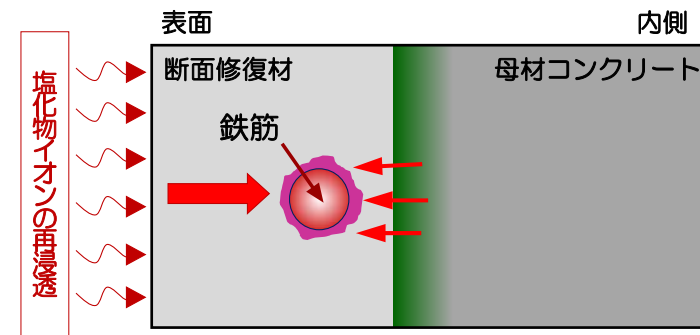 表面
内側
断面修復材
母材コンクリート
鉄筋
塩化物イオンの再浸透